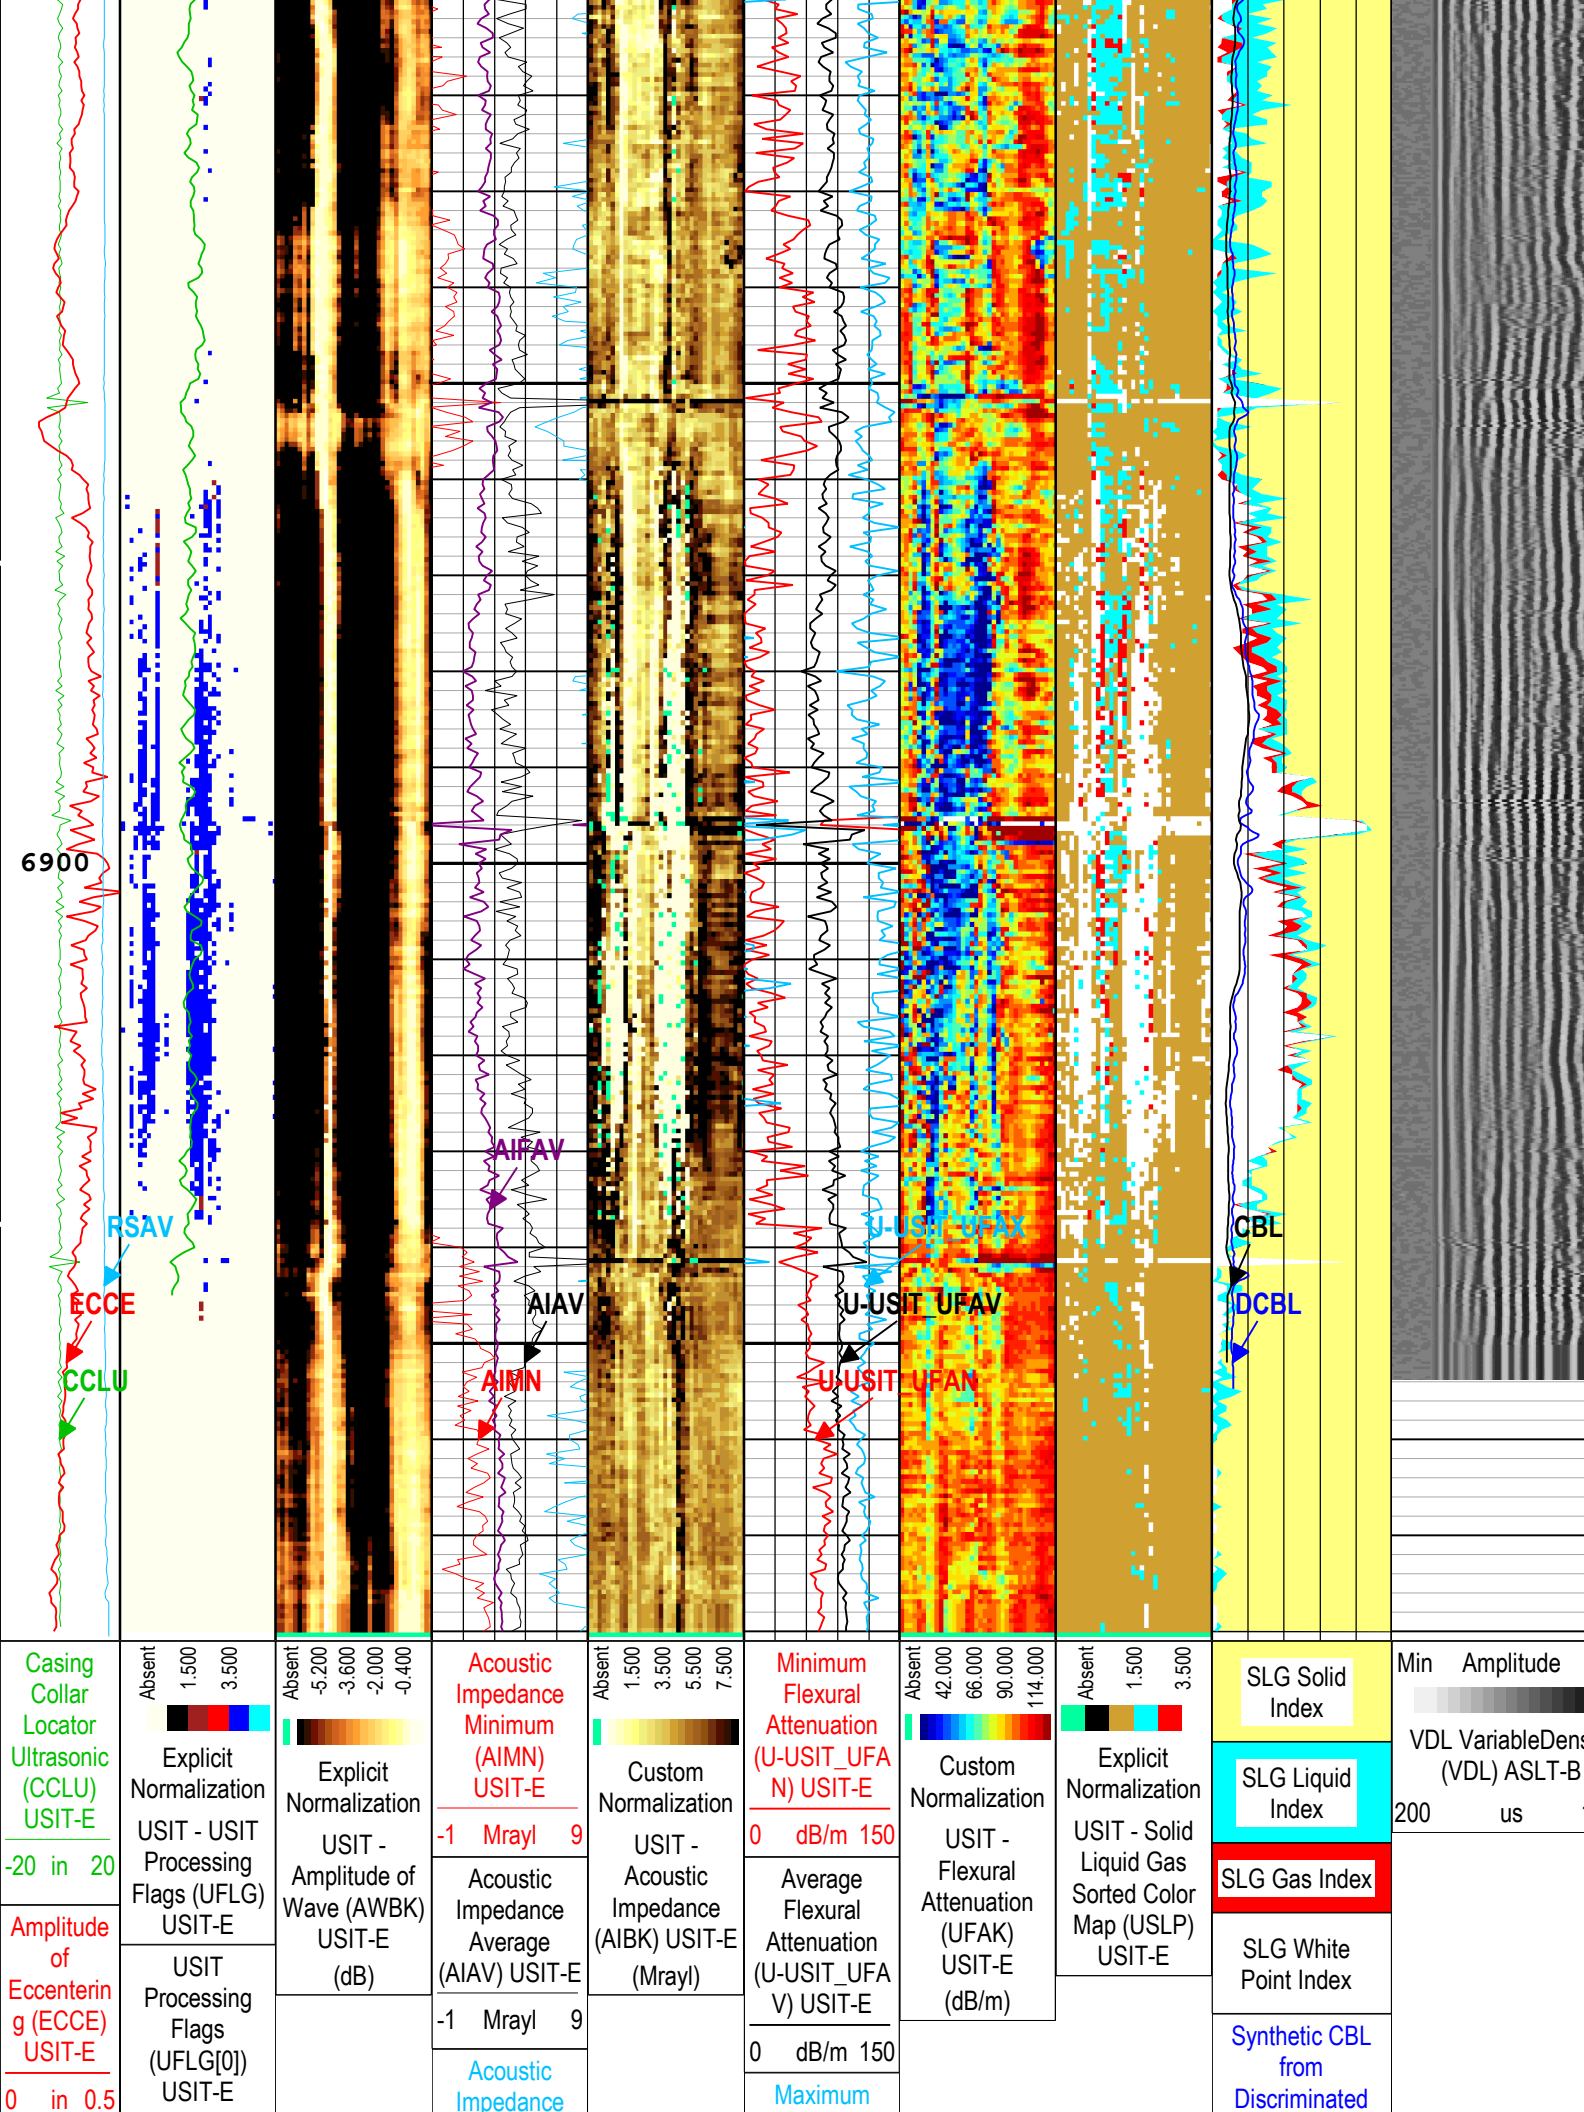 6900
AIFAV
RSAV
U-USIT_UFAX
CBL
ECCE
AIAV
U-USIT_UFAV
DCBL
CCLU
AIMN
U-USIT_UFAN
Casing
Collar
Locator
Ultrasonic
(CCLU)
USIT-E
-20 in 20
Amplitude
of
Eccenterin
g (ECCE)
USIT-E
0 in 0.5
Absent
1.500
3.500
Explicit
Normalization
USIT - USIT
Processing
Flags (UFLG)
USIT-E
USIT
Processing
Flags
(UFLG[0])
USIT-E
Absent
-5.200
-3.600
-2.000
-0.400
Explicit
Normalization
USIT -
Amplitude of
Wave (AWBK)
USIT-E
(dB)
Acoustic
Impedance
Minimum
(AIMN)
USIT-E
-1 Mrayl 9
Acoustic
Impedance
Average
(AIAV) USIT-E
-1 Mrayl 9
Acoustic
Impedance
Absent
1.500
3.500
5.500
7.500
Custom
Normalization
USIT -
Acoustic
Impedance
(AIBK) USIT-E
(Mrayl)
Minimum
Flexural
Attenuation
(U-USIT_UFA
N) USIT-E
0 dB/m 150
Average
Flexural
Attenuation
(U-USIT_UFA
V) USIT-E
0 dB/m 150
Maximum
Absent
42.000
66.000
90.000
114.000
Custom
Normalization
USIT -
Flexural
Attenuation
(UFAK)
USIT-E
(dB/m)
Absent
1.500
3.500
Explicit
Normalization
USIT - Solid
Liquid Gas
Sorted Color
Map (USLP)
USIT-E
SLG Solid
Index
SLG Liquid
Index
SLG Gas Index
SLG White
Point Index
Synthetic CBL
from
Discriminated
Min Amplitude
VDL VariableDens
(VDL) ASLT-B
200 us